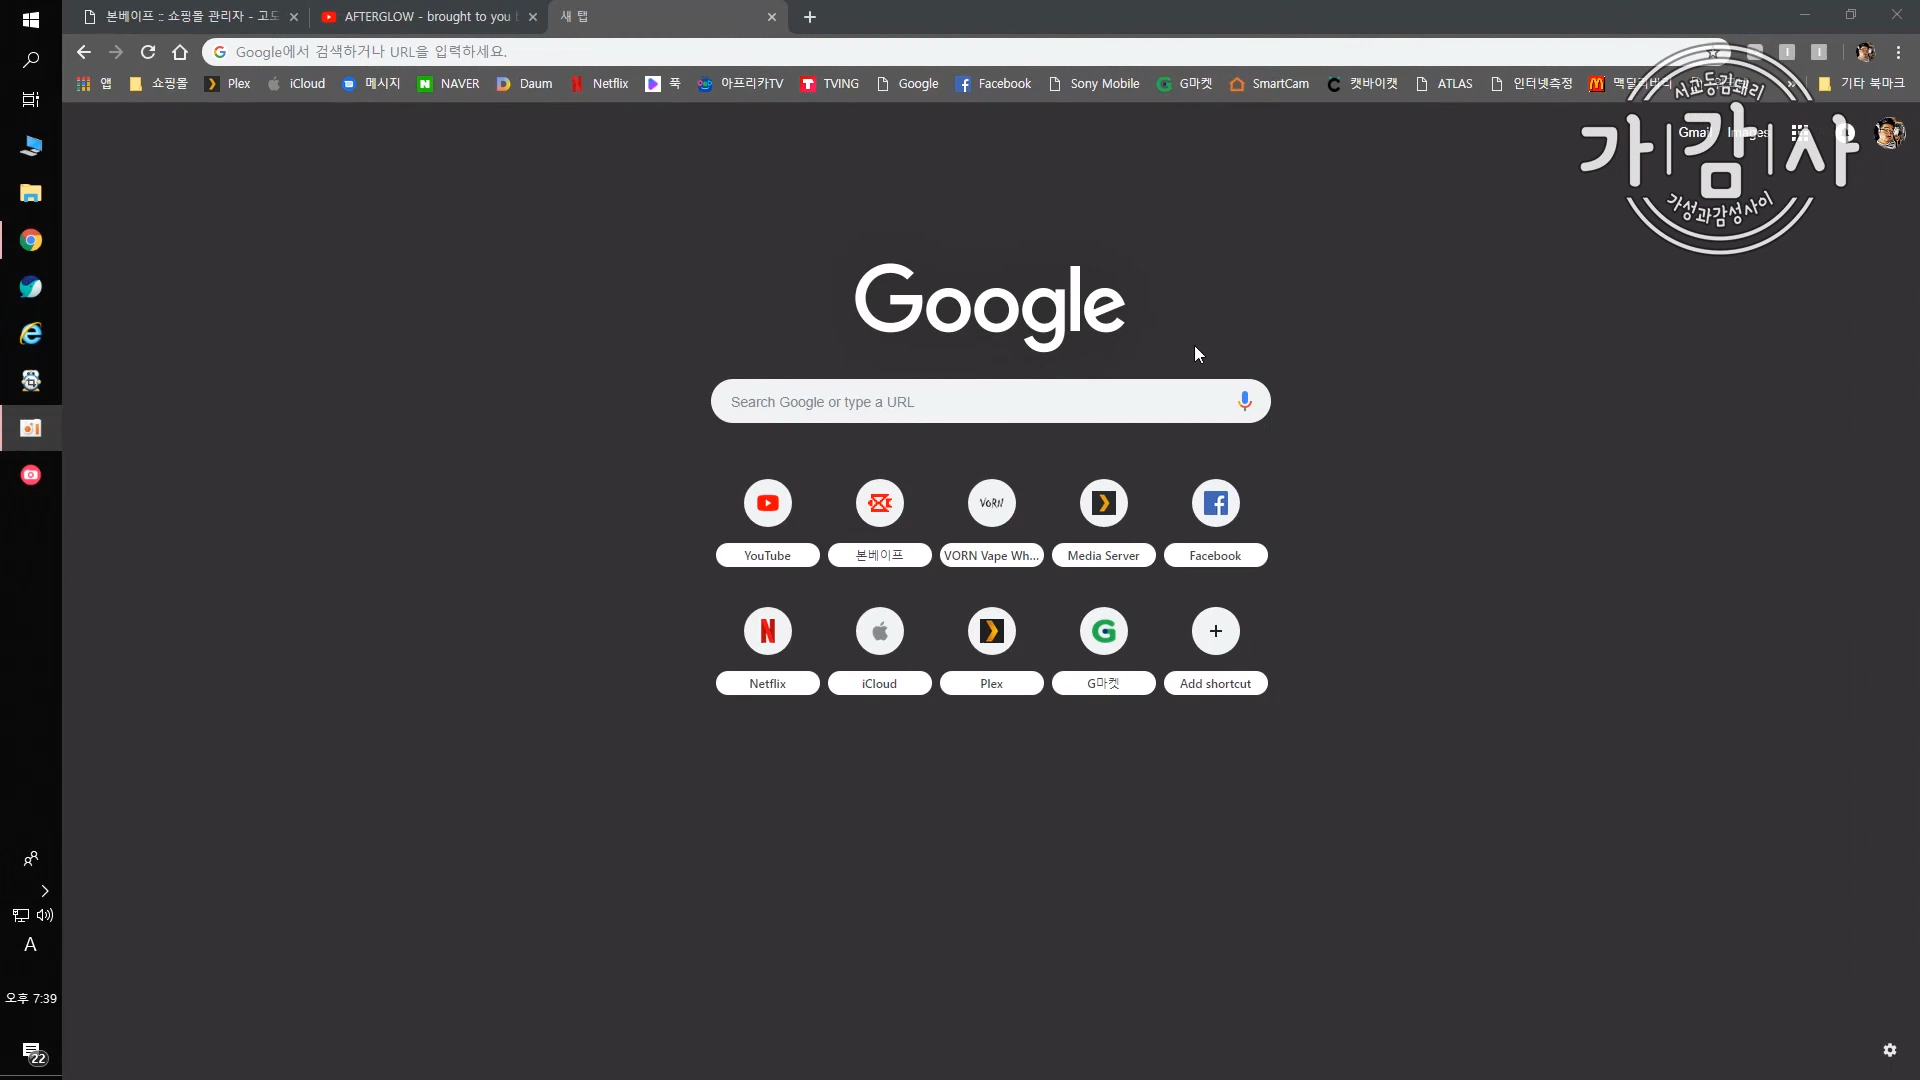 본베이프 :: 쇼핑몰 관리자 - 고도
AFTERGLOW - brought to you
새 탭
Google에서 검색하거나 URL을 입력하세요.
앱 쇼핑몰 Plex iCloud 메시지 NAVER Daum Netflix 푹 아프리카TV TVING Google Facebook Sony Mobile G마켓 SmartCam 캣바이캣 ATLAS 인터넷측정 기타 북마크
서교동감돼리
가감사
가성과감성사이
Gmail Images
Google
Search Google or type a URL
VORN
YouTube 본베이프 VORN Vape Wh... Media Server Facebook
Netflix iCloud Plex G마켓 Add shortcut
A
오후 7:39
22